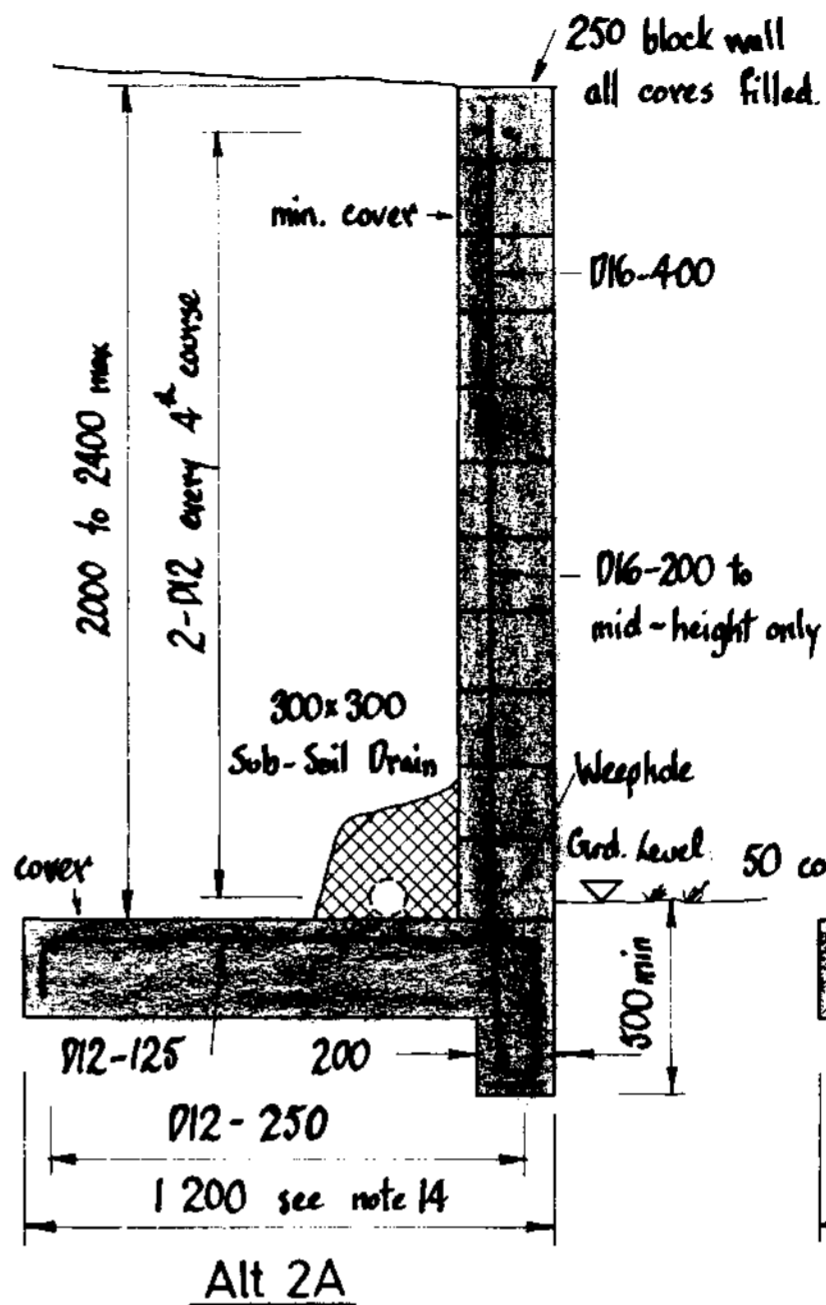 250 block wall
all cores filled.
min. cover
D16-400
2000 to 2400 max
2-D12 every 4th course
D16-200 to
mid-height only
300x300
Sub-Soil Drain
Weephole
Grd. Level
50 co
cover
500 min
D12-125
200
D12-250
1 200 see note 14
Alt 2A